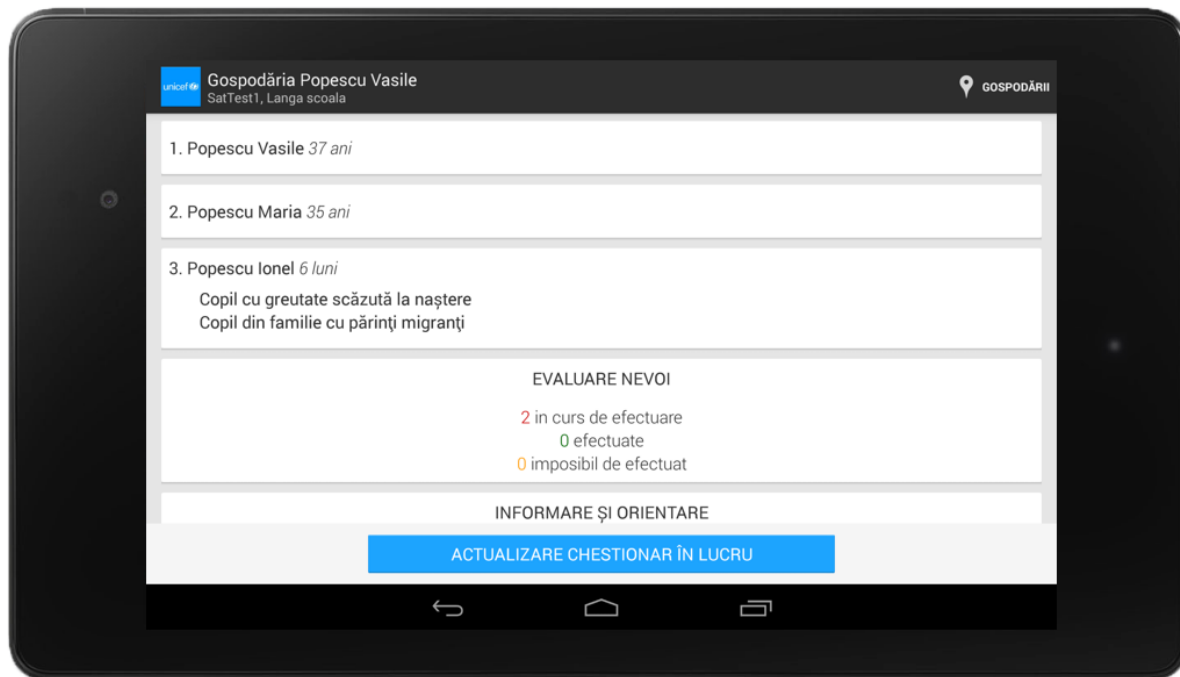 unicef
Gospodăria Popescu Vasile
SatTest1, Langa scoala
GOSPODĂRII
1. Popescu Vasile 37 ani
2. Popescu Maria 35 ani
3. Popescu Ionel 6 luni
Copil cu greutate scăzută la naștere
Copil din familie cu părinţi migranţi
EVALUARE NEVOI
2 in curs de efectuare
0 efectuate
0 imposibil de efectuat
INFORMARE ȘI ORIENTARE
ACTUALIZARE CHESTIONAR ÎN LUCRU